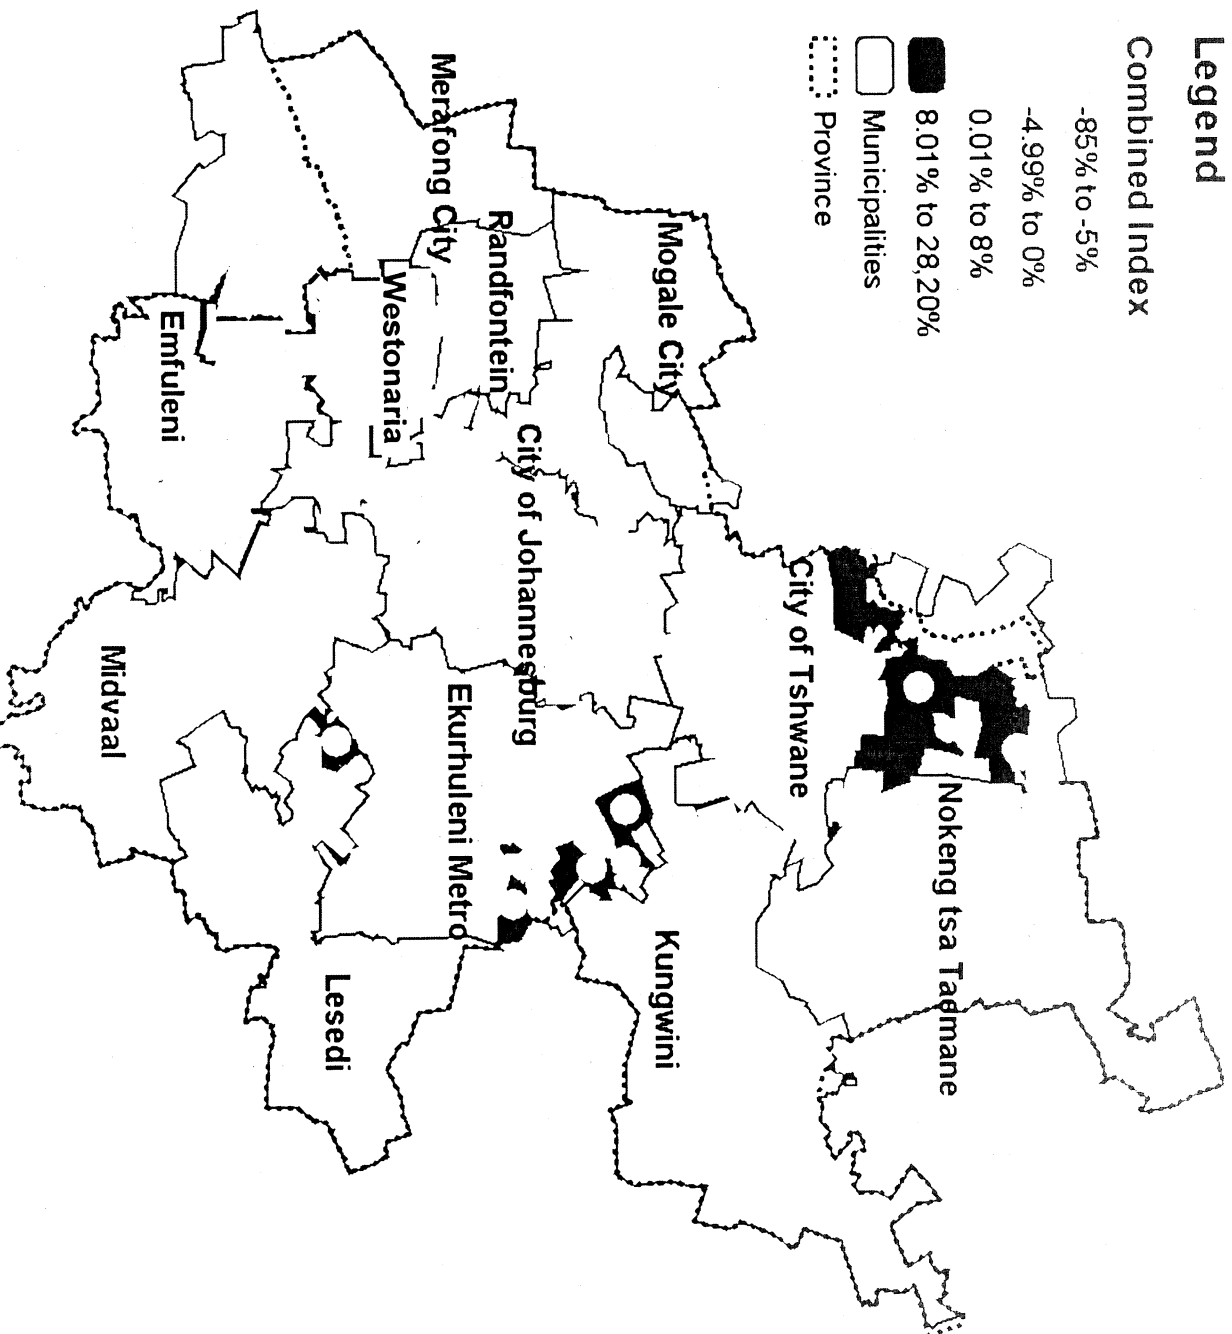 Legend
Combined Index
-85% to -5%
-4.99% to 0%
0.01% to 8%
8.01% to 28,20%
Municipalities
Province
Nokeng tsa Taemane
City of Tshwane
Mogale City
Kungwini
City of Johannesburg
Randfontein
Merafong City
Ekurhuleni Metro
Westonaria
Lesedi
Emfuleni
Midvaal